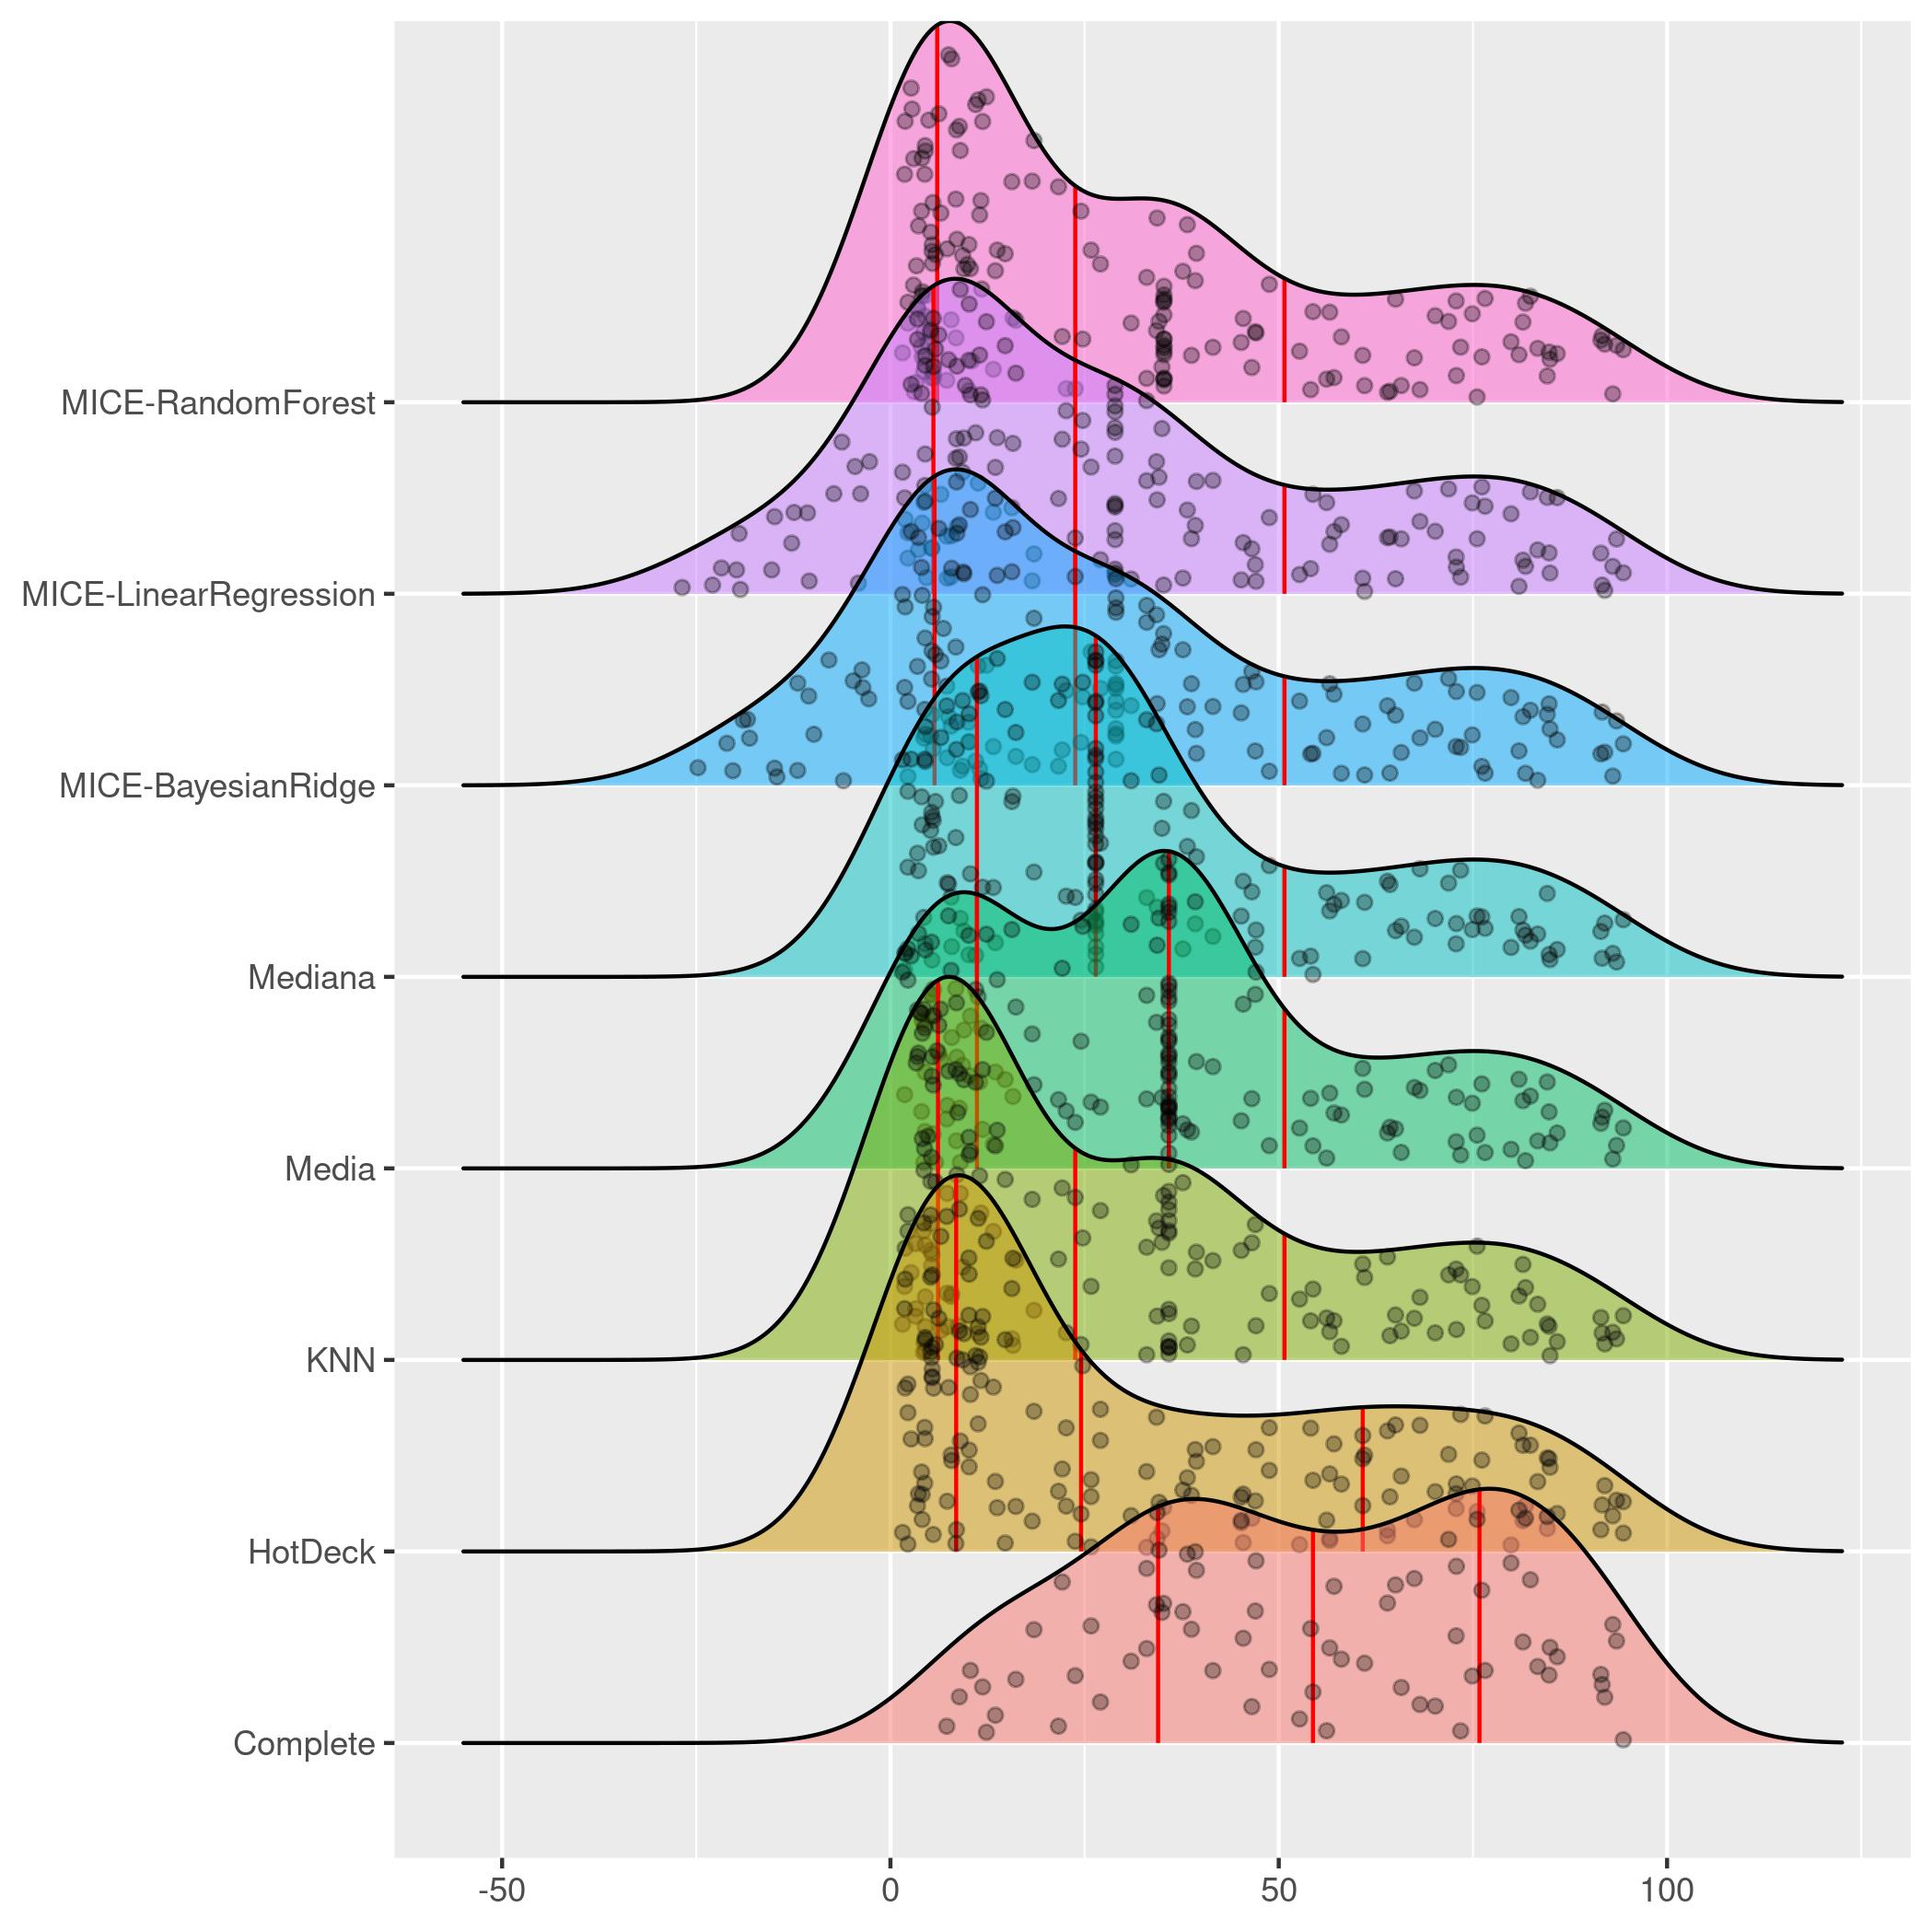 MICE-RandomForest
MICE-LinearRegression
MICE-BayesianRidge
Mediana
Media
KNN
HotDeck
Complete
-50 0 50 100